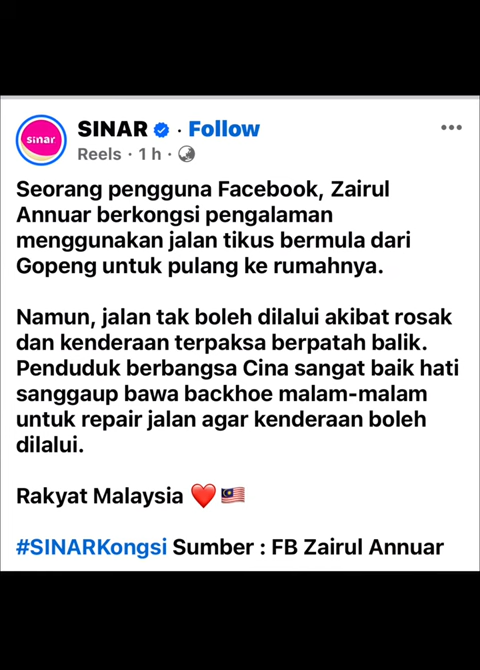 sinar
SINAR · Follow
Reels · 1 h ·
Seorang pengguna Facebook, Zairul
Annuar berkongsi pengalaman
menggunakan jalan tikus bermula dari
Gopeng untuk pulang ke rumahnya.
Namun, jalan tak boleh dilalui akibat rosak
dan kenderaan terpaksa berpatah balik.
Penduduk berbangsa Cina sangat baik hati
sanggaup bawa backhoe malam-malam
untuk repair jalan agar kenderaan boleh
dilalui.
Rakyat Malaysia ❤️ 🇲🇾
#SINARKongsi Sumber : FB Zairul Annuar